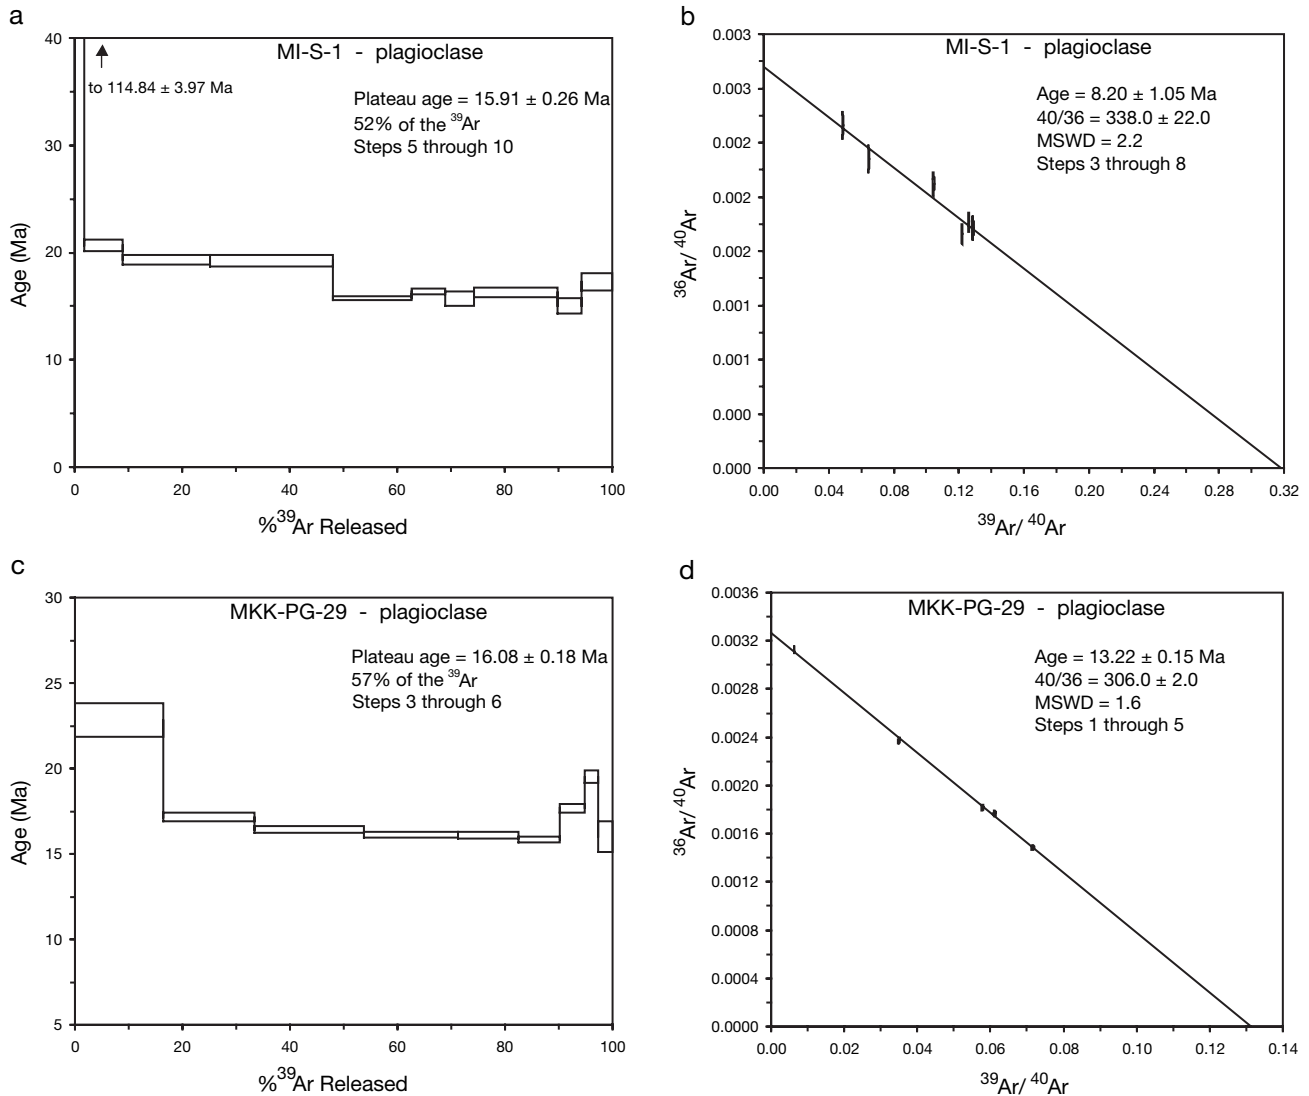 a
MI-S-1 - plagioclase
to 114.84 ± 3.97 Ma
Plateau age = 15.91 ± 0.26 Ma
52% of the 39Ar
Steps 5 through 10
40
30
20
10
0
Age (Ma)
0 20 40 60 80 100
%39Ar Released
b
MI-S-1 - plagioclase
Age = 8.20 ± 1.05 Ma
40/36 = 338.0 ± 22.0
MSWD = 2.2
Steps 3 through 8
0.003
0.003
0.002
0.002
0.002
0.001
0.001
0.000
0.000
36Ar/ 40Ar
0.00 0.04 0.08 0.12 0.16 0.20 0.24 0.28 0.32
39Ar/ 40Ar
c
MKK-PG-29 - plagioclase
Plateau age = 16.08 ± 0.18 Ma
57% of the 39Ar
Steps 3 through 6
30
25
20
15
10
5
Age (Ma)
0 20 40 60 80 100
%39Ar Released
d
MKK-PG-29 - plagioclase
Age = 13.22 ± 0.15 Ma
40/36 = 306.0 ± 2.0
MSWD = 1.6
Steps 1 through 5
0.0036
0.0032
0.0028
0.0024
0.0020
0.0016
0.0012
0.0008
0.0004
0.0000
36Ar/ 40Ar
0.00 0.02 0.04 0.06 0.08 0.10 0.12 0.14
39Ar/ 40Ar